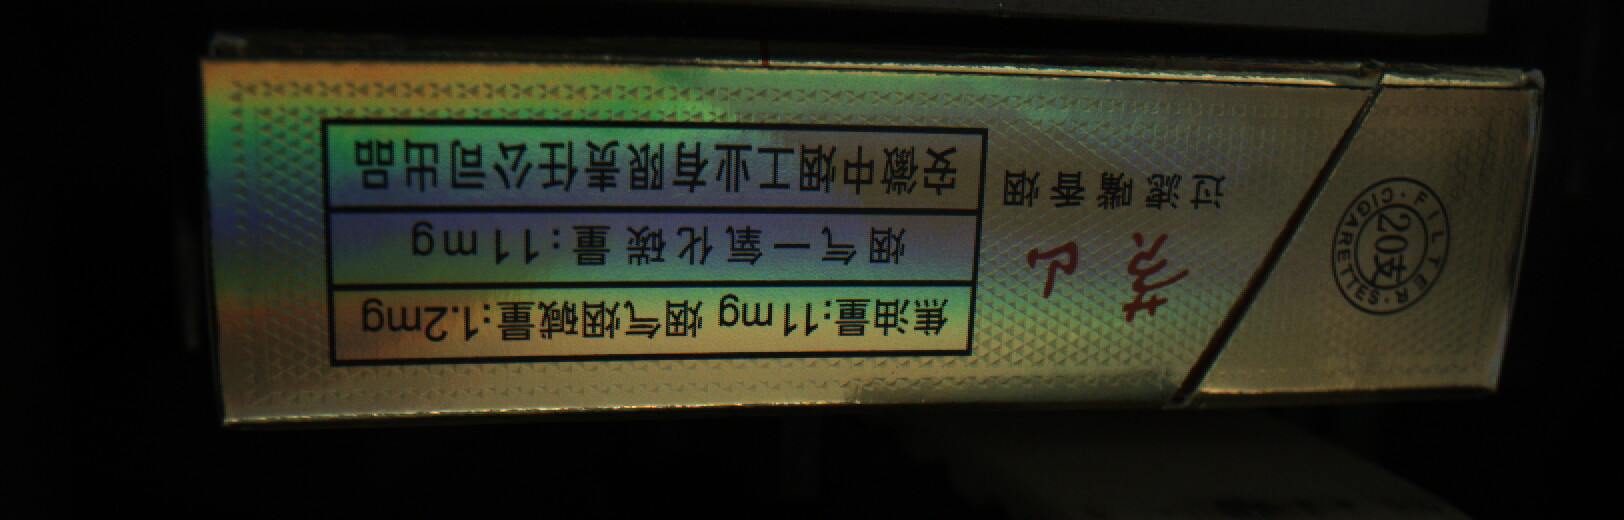 20支
FILTER·CIGARETTES·
黄山
过滤嘴香烟
焦油量:11mg 烟气烟碱量:1.2mg
烟气一氧化碳量:11mg
安徽中烟工业有限责任公司出品